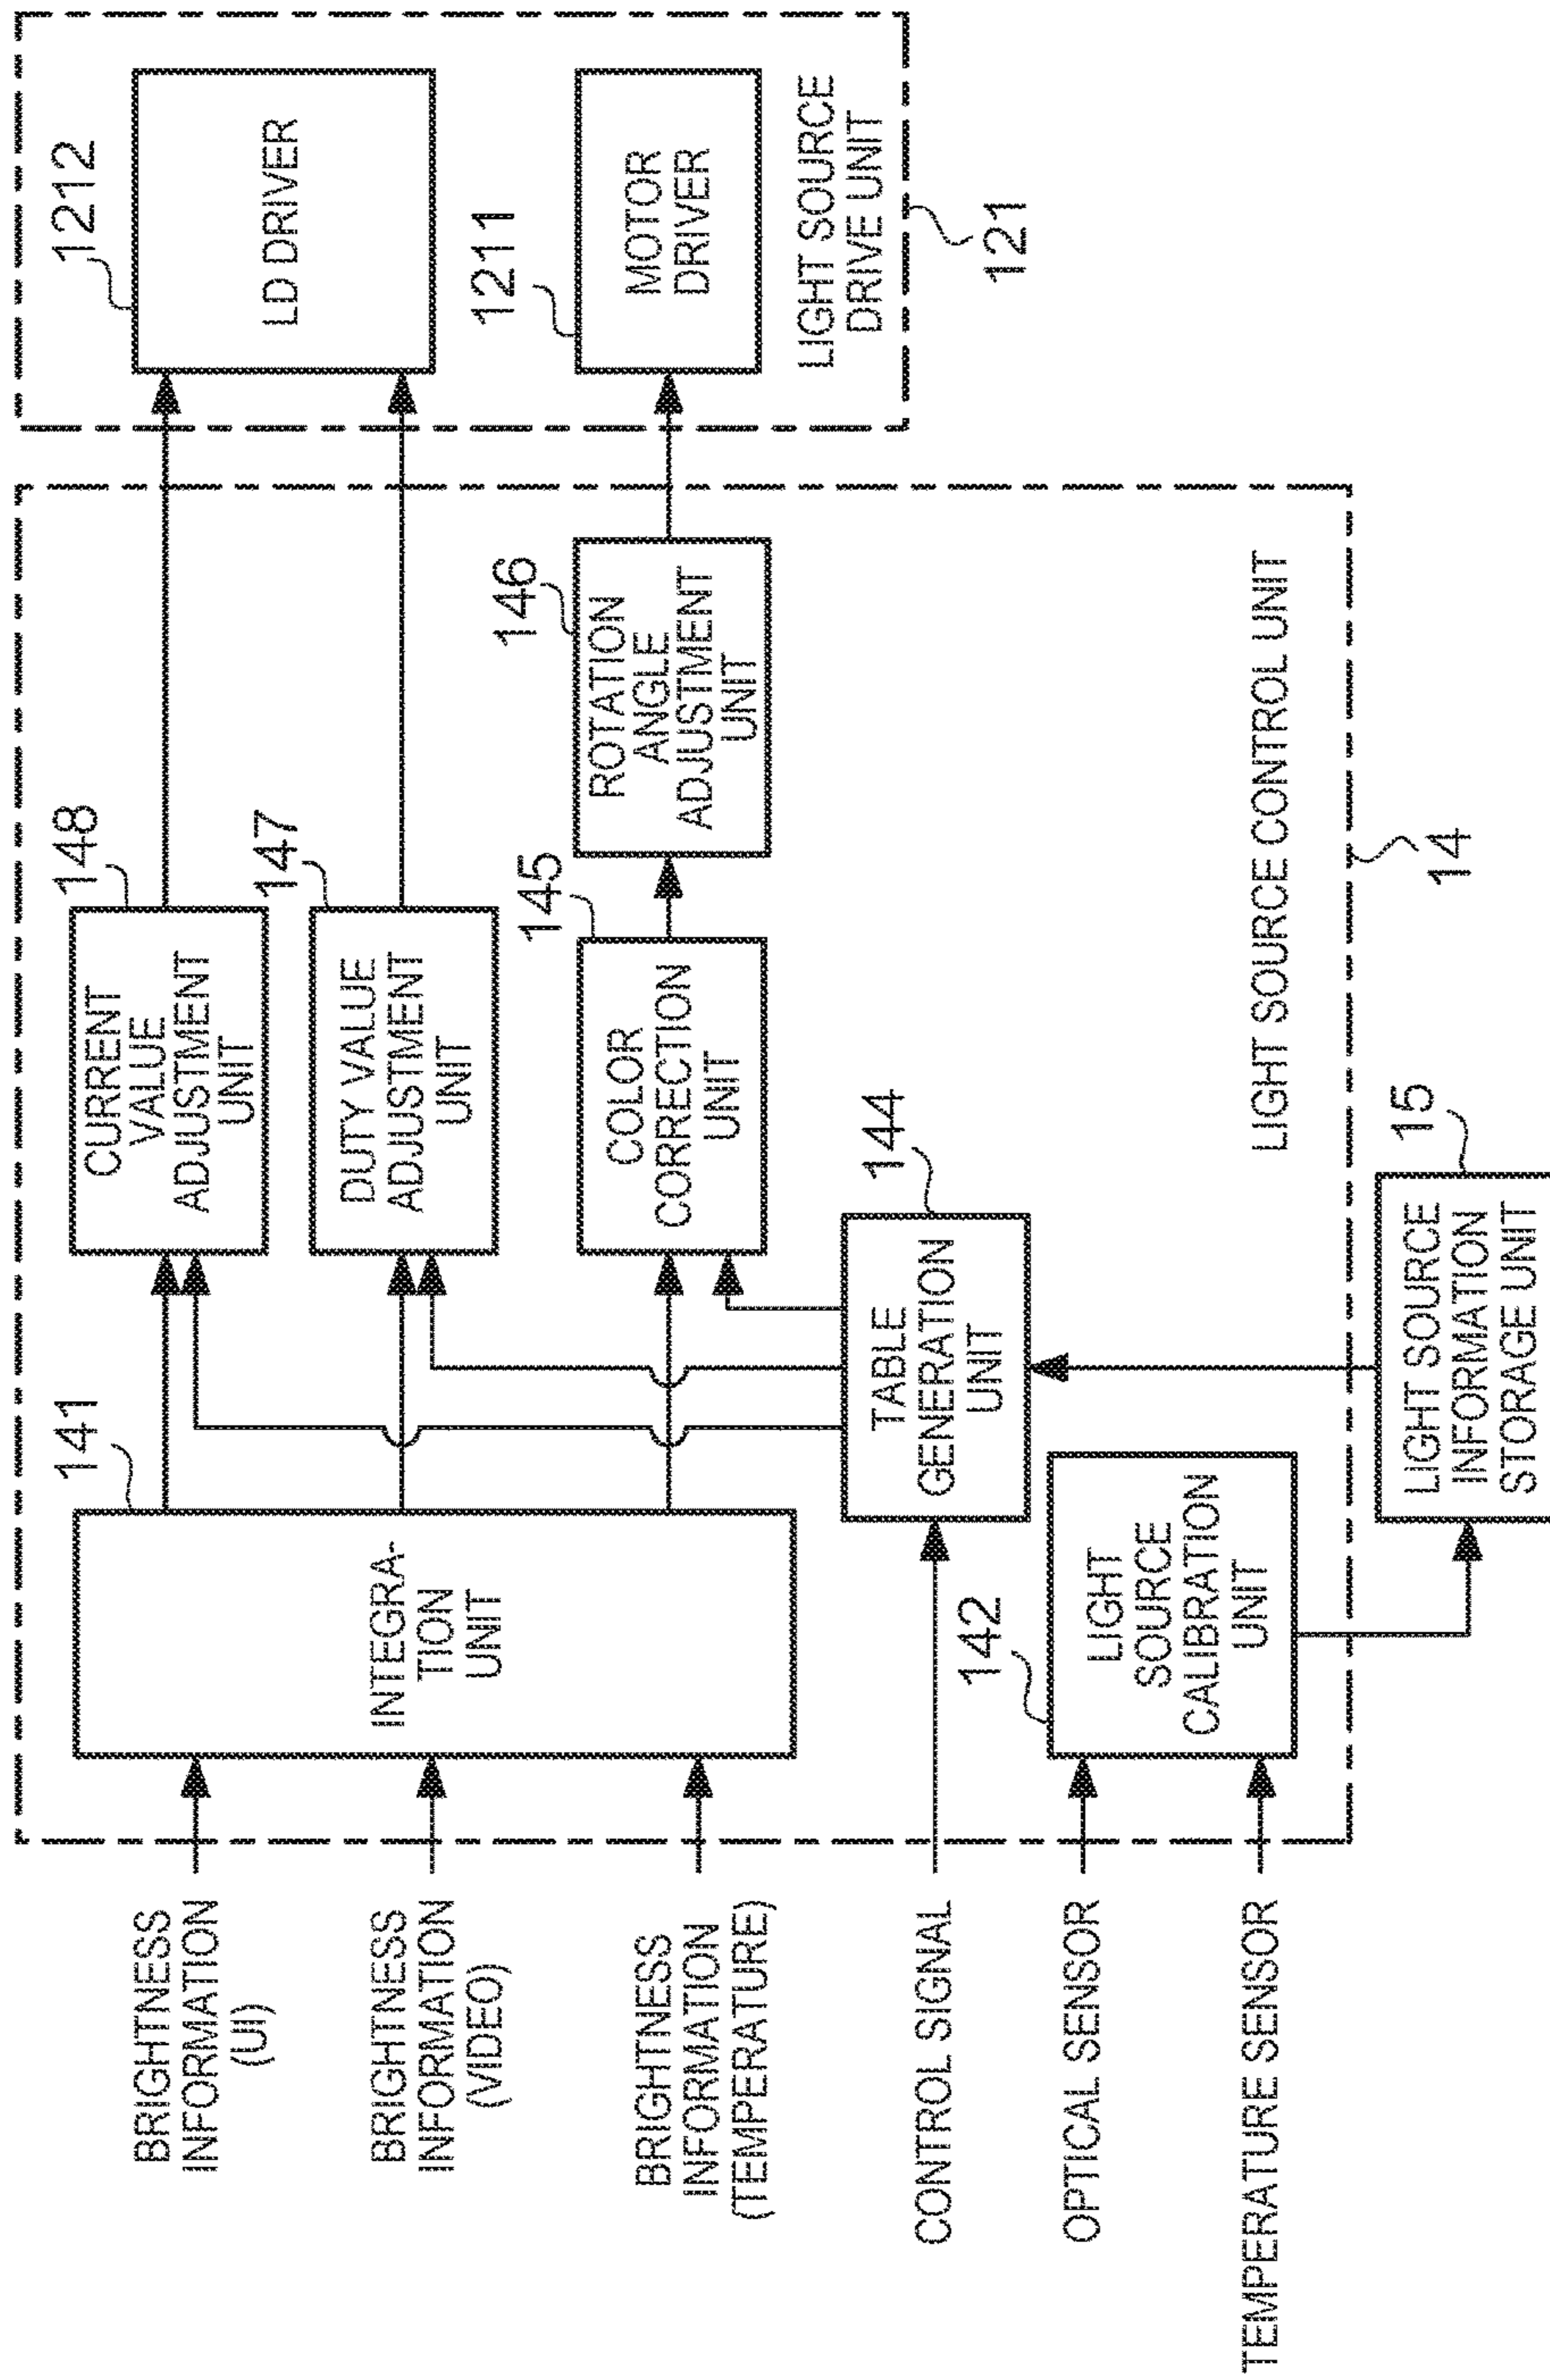 BRIGHTNESS
INFORMATION
(UI)
BRIGHTNESS
INFORMATION
(VIDEO)
BRIGHTNESS
INFORMATION
(TEMPERATURE)
CONTROL SIGNAL
OPTICAL SENSOR
TEMPERATURE SENSOR
141
INTEGRA-
TION
UNIT
142
LIGHT
SOURCE
CALIBRATION
UNIT
144
TABLE
GENERATION
UNIT
15
LIGHT SOURCE
INFORMATION
STORAGE UNIT
148
CURRENT
VALUE
ADJUSTMENT
UNIT
147
DUTY VALUE
ADJUSTMENT
UNIT
145
COLOR
CORRECTION
UNIT
146
ROTATION
ANGLE
ADJUSTMENT
UNIT
LIGHT SOURCE CONTROL UNIT
14
1212
LD DRIVER
1211
MOTOR
DRIVER
LIGHT SOURCE
DRIVE UNIT
121